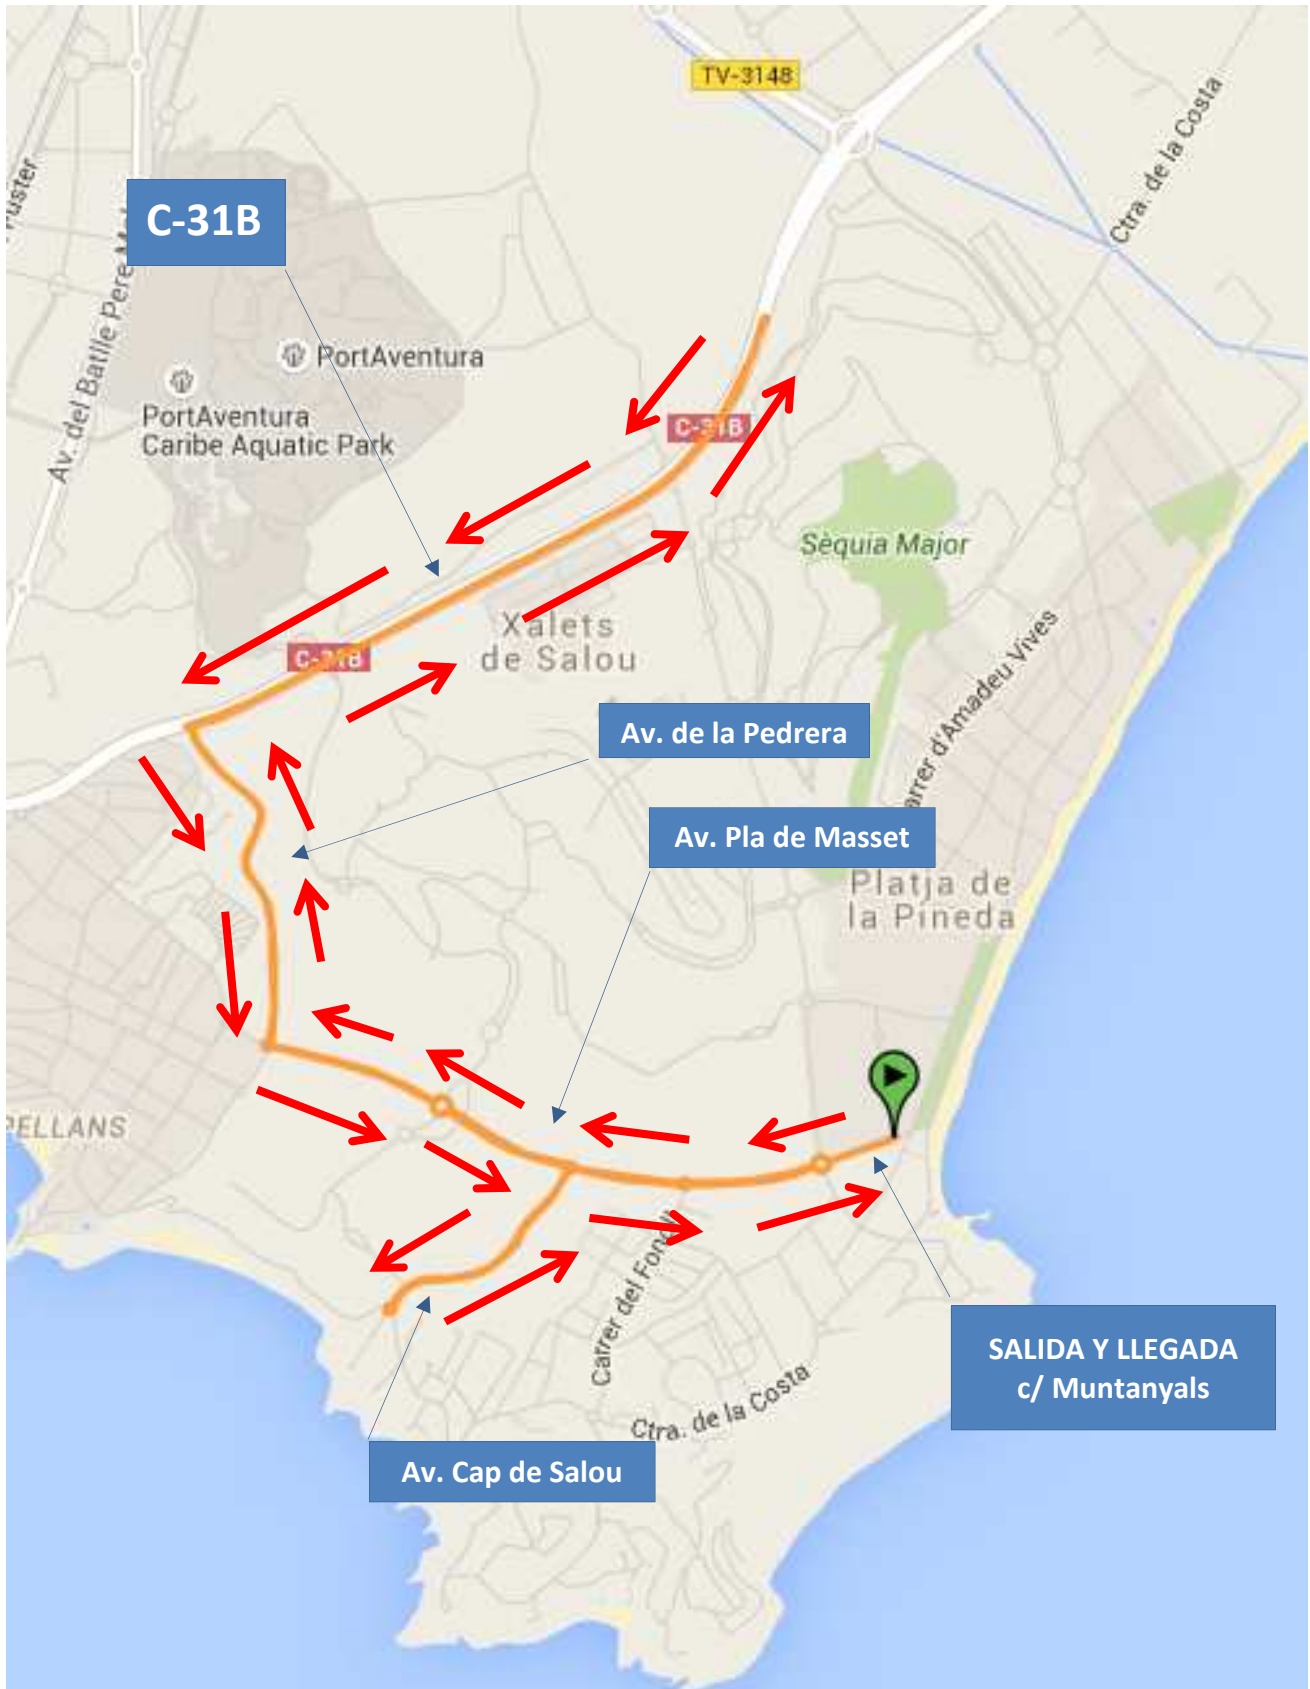 TV-3148
Ctra. de la Costa
C-31B
Av. del Batlle Pere
PortAventura
PortAventura
Caribe Aquatic Park
C-31B
Sèquia Major
Xalets
de Salou
C-31B
Carrer d'Amadeu Vives
Av. de la Pedrera
Av. Pla de Masset
Platja de
la Pineda
PELLANS
Carrer del Fondll
SALIDA Y LLEGADA
c/ Muntanyals
Ctra. de la Costa
Av. Cap de Salou